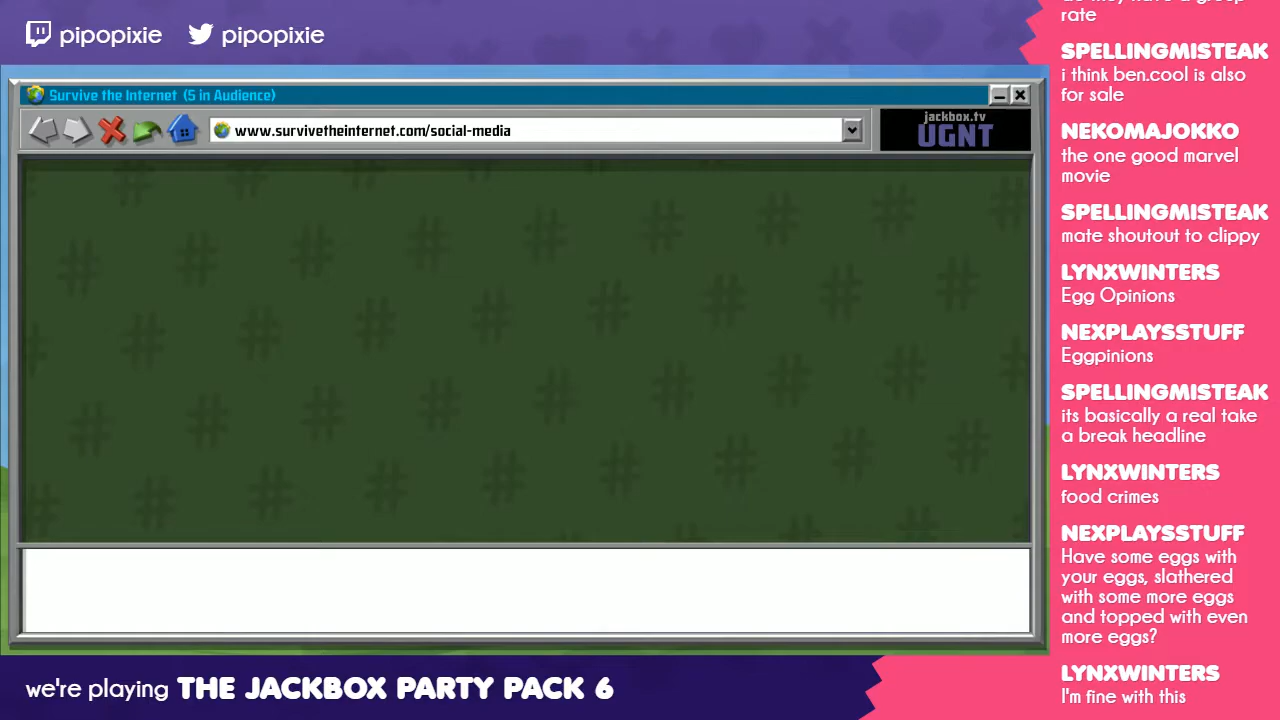 pipopixie pipopixie
Survive the Internet (5 in Audience)
www.survivetheinternet.com/social-media
jackbox.tv
UGNT
# # # # # # # # #
# # # # # # # # #
# # # # # # # # #
# # # # # # # # #
# # # # # # # # #
we're playing THE JACKBOX PARTY PACK 6
rate
SPELLINGMISTEAK
i think ben.cool is also
for sale
NEKOMAJOKKO
the one good marvel
movie
SPELLINGMISTEAK
mate shoutout to clippy
LYNXWINTERS
Egg Opinions
NEXPLAYSSTUFF
Eggpinions
SPELLINGMISTEAK
its basically a real take
a break headline
LYNXWINTERS
food crimes
NEXPLAYSSTUFF
Have some eggs with
your eggs, slathered
with some more eggs
and topped with even
more eggs?
LYNXWINTERS
I'm fine with this